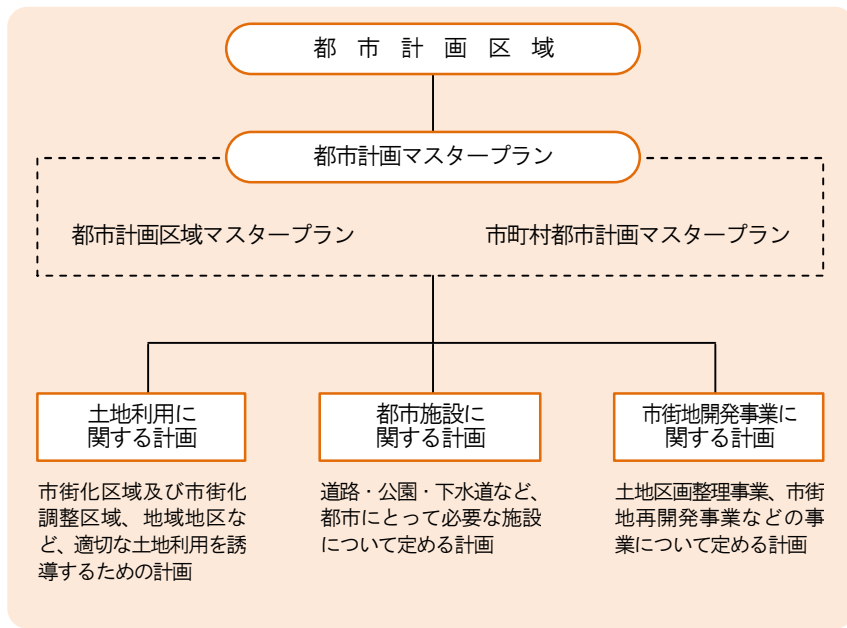 都市計画区域
都市計画マスタープラン
都市計画区域マスタープラン
市町村都市計画マスタープラン
土地利用に
関する計画
都市施設に
関する計画
市街地開発事業に
関する計画
市街化区域及び市街化
調整区域、地域地区な
ど、適切な土地利用を誘
導するための計画
道路・公園・下水道など、
都市にとって必要な施設
について定める計画
土地区画整理事業、市街
地再開発事業などの事
業について定める計画